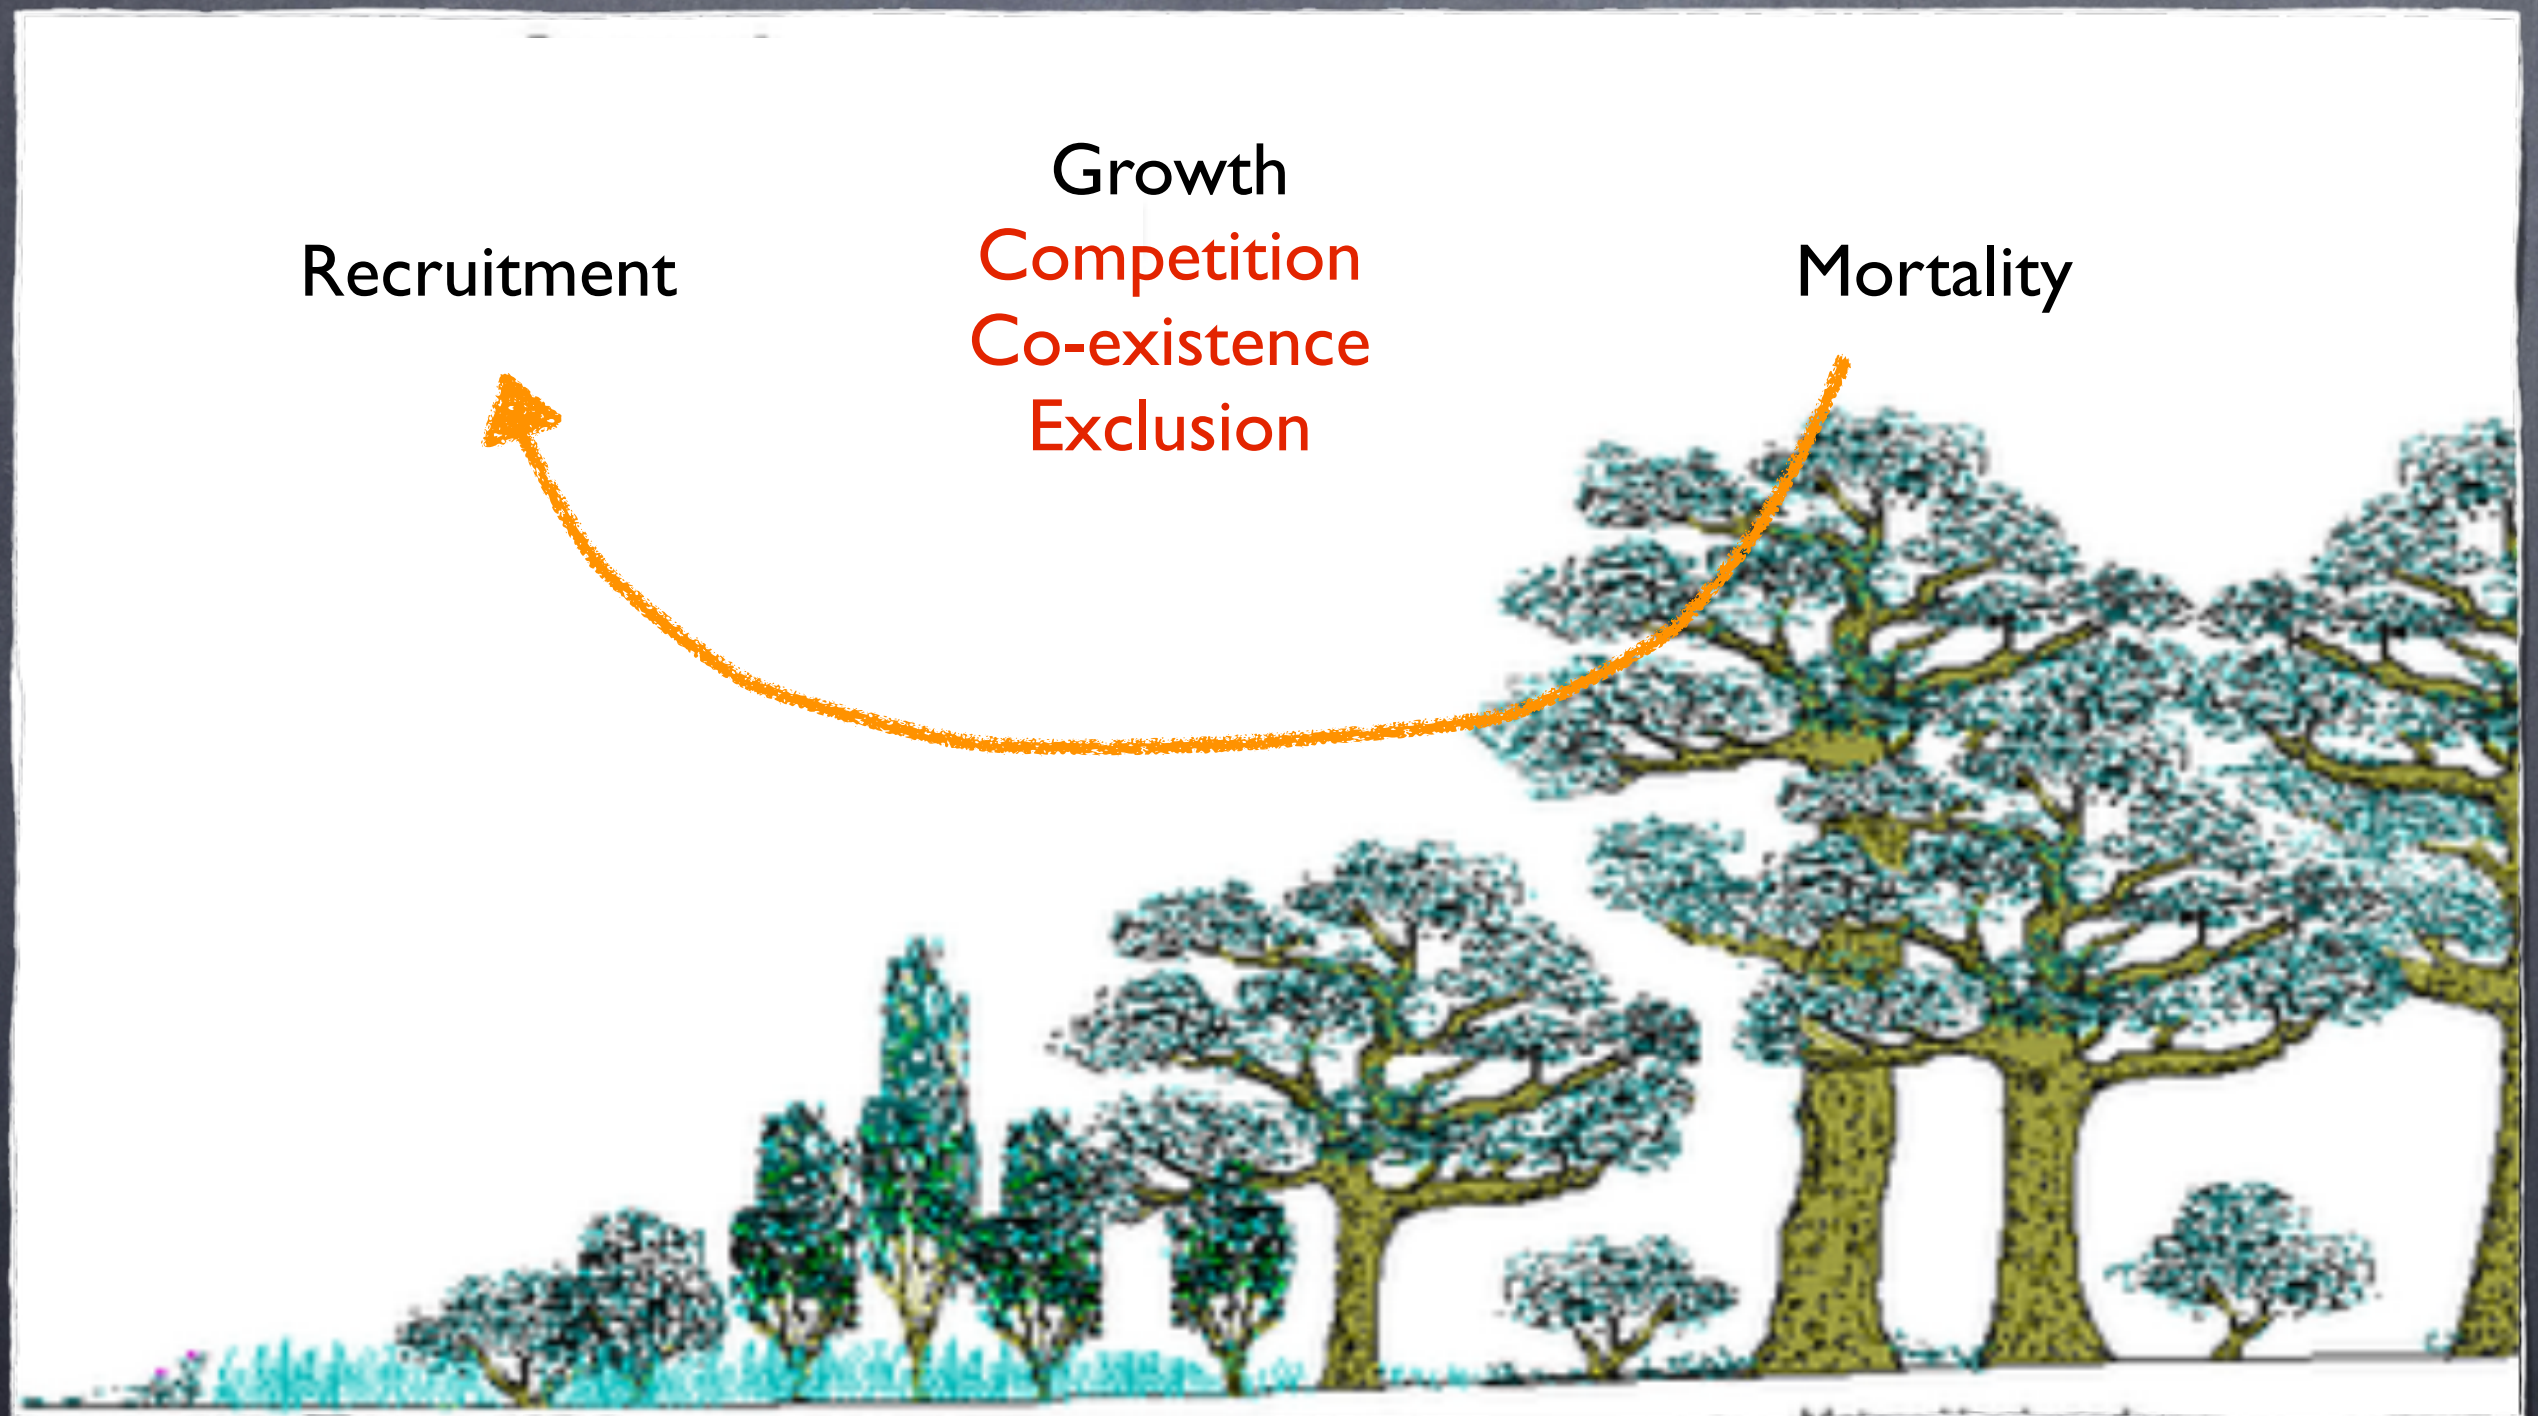 Recruitment
Growth
Competition
Co-existence
Exclusion
Mortality